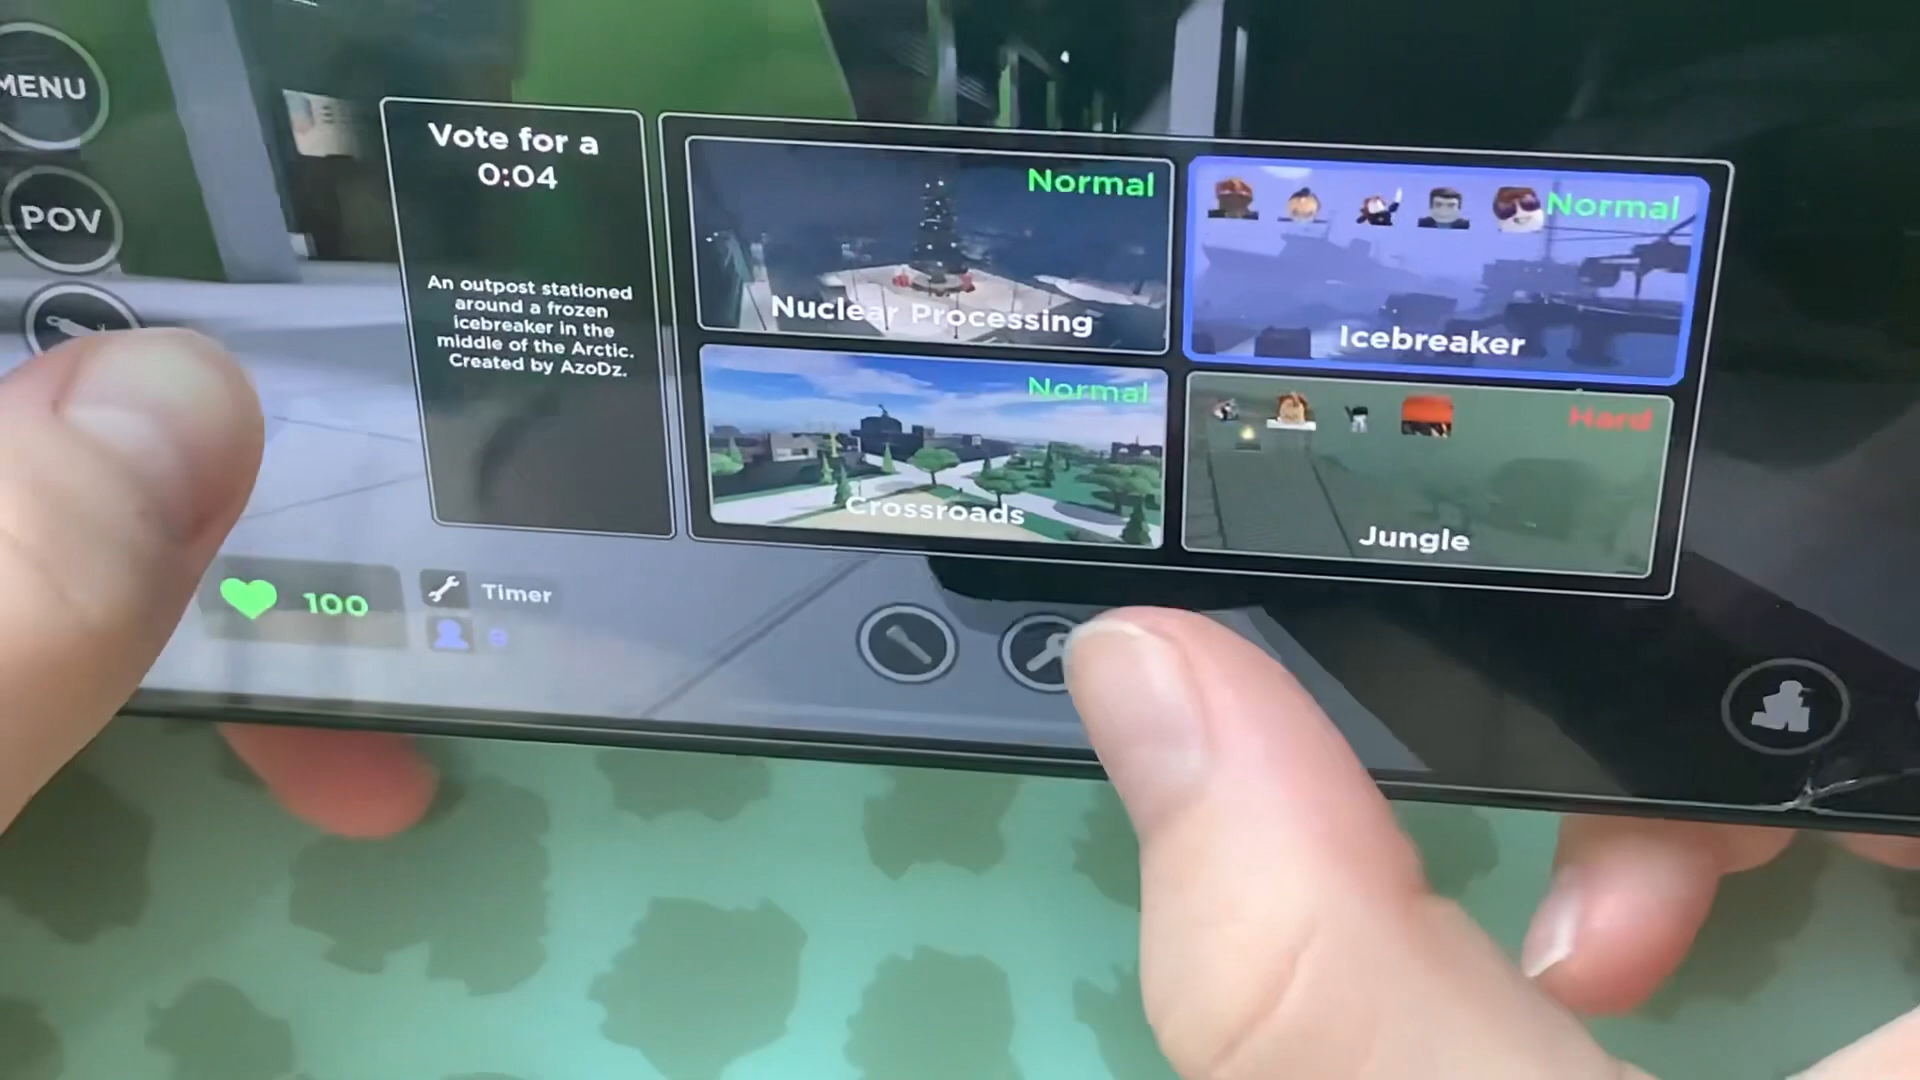 MENU
POV
Vote for a
0:04
An outpost stationed
around a frozen
icebreaker in the
middle of the Arctic.
Created by AzoDz.
Normal
Nuclear Processing
Normal
Icebreaker
Normal
Crossroads
Hard
Jungle
100
Timer